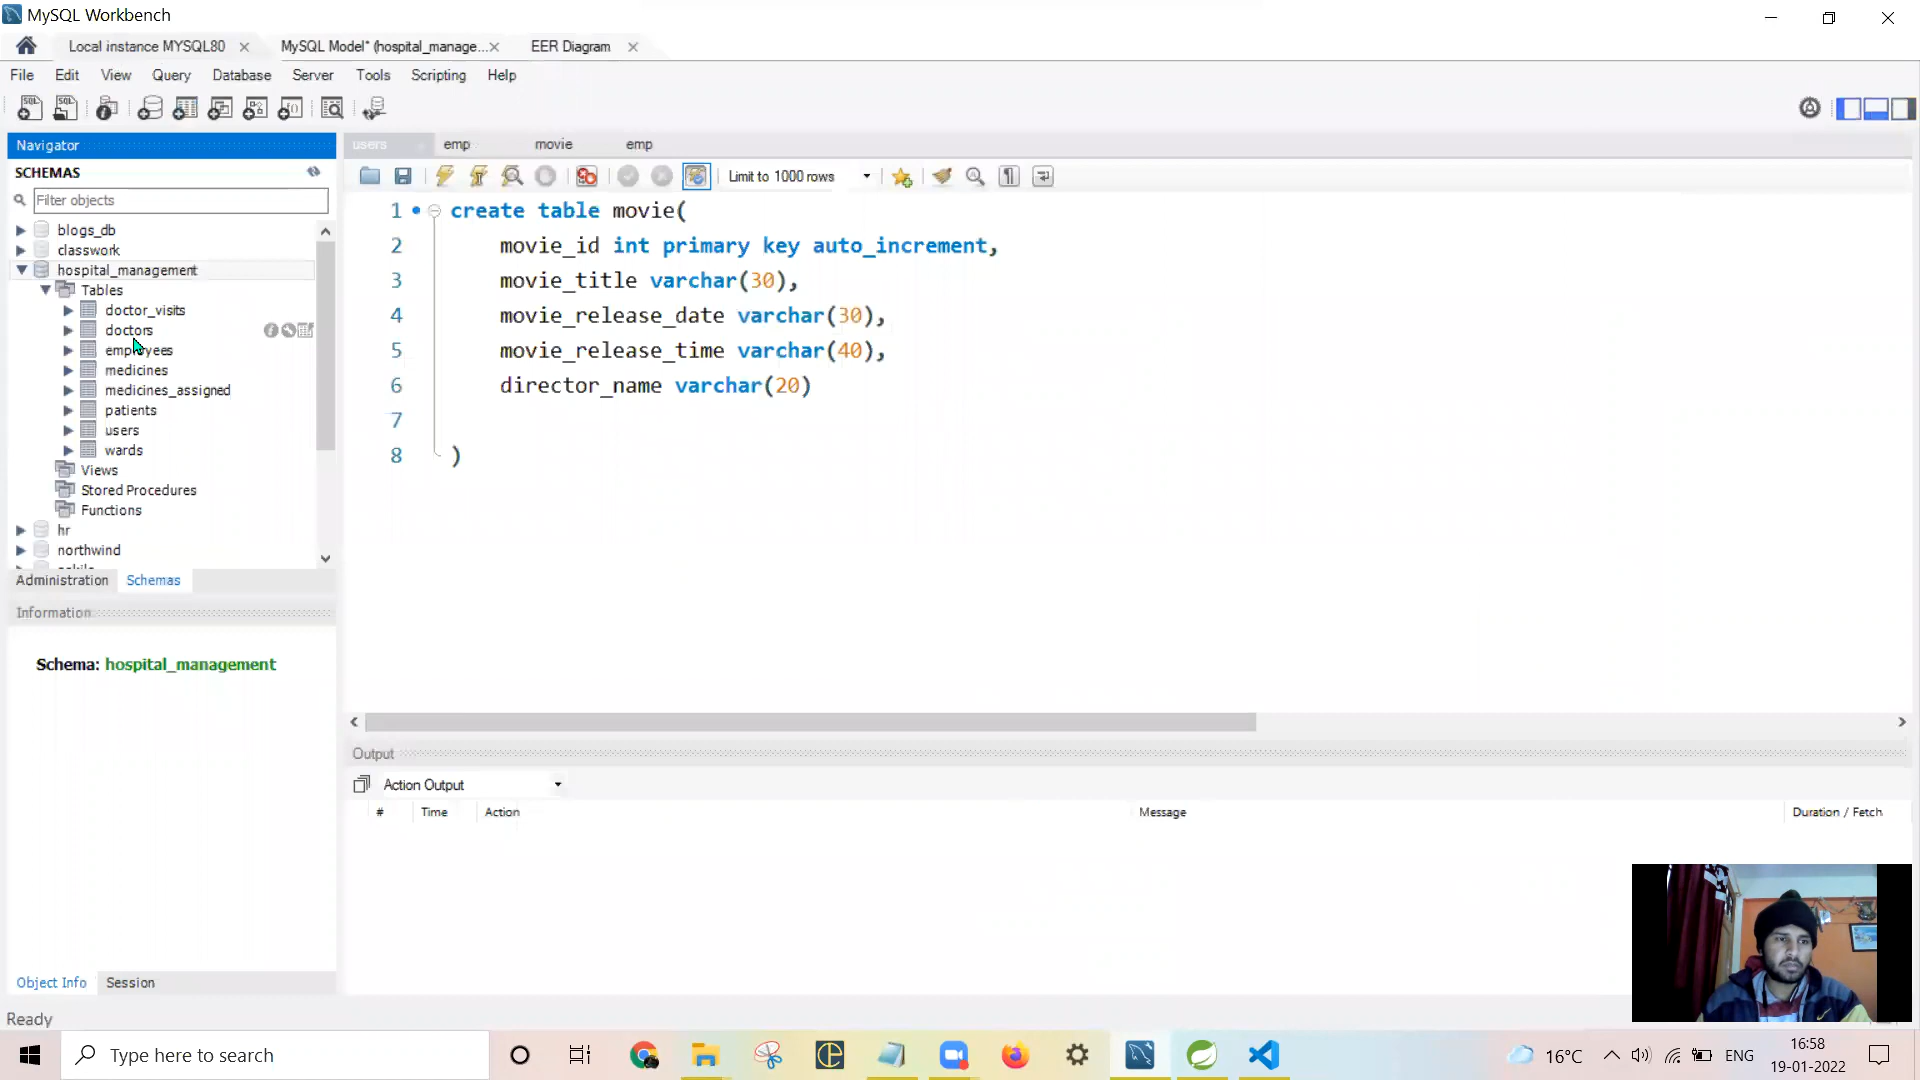 MySQL Workbench
Local instance MYSQL80
MySQL Model* (hospital_manage...
EER Diagram
File Edit View Query Database Server Tools Scripting Help
Navigator
users emp movie emp
SCHEMAS
Limit to 1000 rows
Filter objects
blogs_db
classwork
hospital_management
Tables
doctor_visits
doctors
employees
medicines
medicines_assigned
patients
users
wards
Views
Stored Procedures
Functions
hr
northwind
Administration Schemas
Information
Schema: hospital_management
Object Info Session
1 create table movie(
2 movie_id int primary key auto_increment,
3 movie_title varchar(30),
4 movie_release_date varchar(30),
5 movie_release_time varchar(40),
6 director_name varchar(20)
7
8 )
Output
Action Output
# Time Action Message Duration / Fetch
Ready
Type here to search
16°C
ENG
16:58
19-01-2022